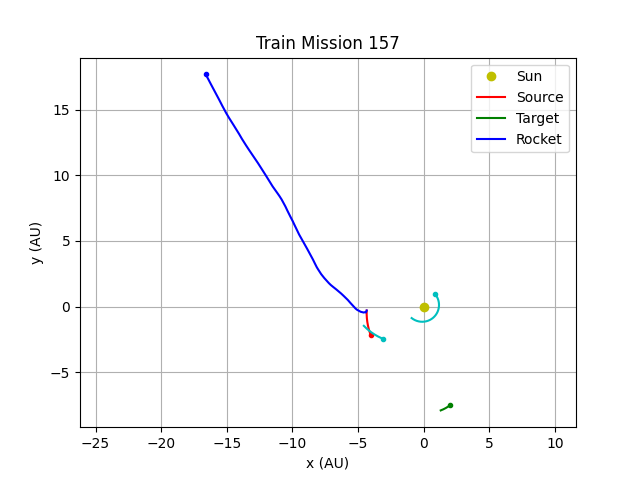 Train Mission 157
Sun
Source
Target
Rocket
y (AU)
15
10
5
0
−5
−25
−20
−15
−10
−5
0
5
10
x (AU)